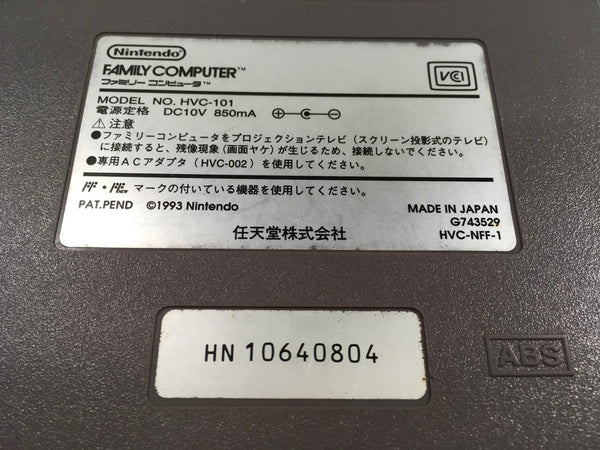 Nintendo
FAMILY COMPUTER™
ファミリー コンピュータ™
VCI
MODEL NO. HVC-101
電源定格 DC10V 850mA
⚠ 注意
●ファミリーコンピュータをプロジェクションテレビ（スクリーン投影式のテレビ）
に接続すると、残像現象（画面ヤケ）が生じるため、接続しないでください。
●専用ACアダプタ（HVC-002）を使用してください。
FF・FF マークの付いている機器を使用してください。
PAT.PEND ©1993 Nintendo
MADE IN JAPAN
G743529
任天堂株式会社
HVC-NFF-1
HN 10640804
ABS